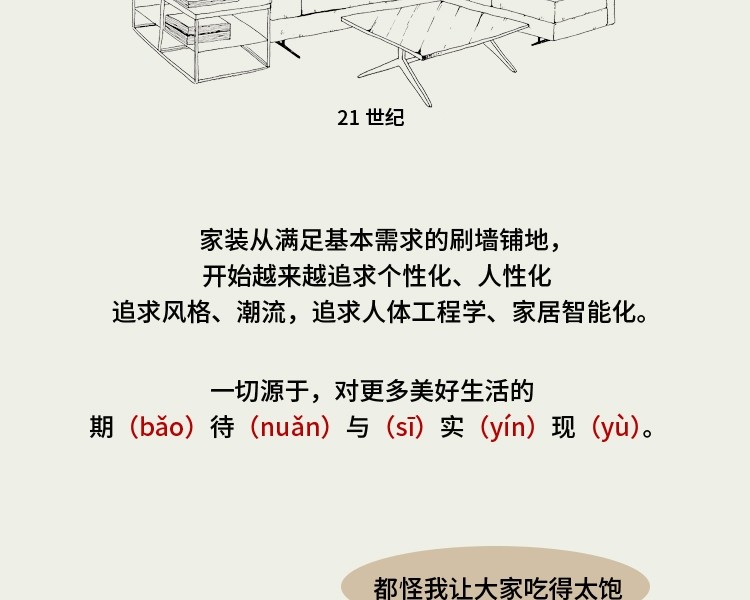 21 世纪
家装从满足基本需求的刷墙铺地，
开始越来越追求个性化、人性化
追求风格、潮流，追求人体工程学、家居智能化。
一切源于，对更多美好生活的
期（bǎo）待（nuǎn）与（sī）实（yín）现（yù）。
都怪我让大家吃得太饱